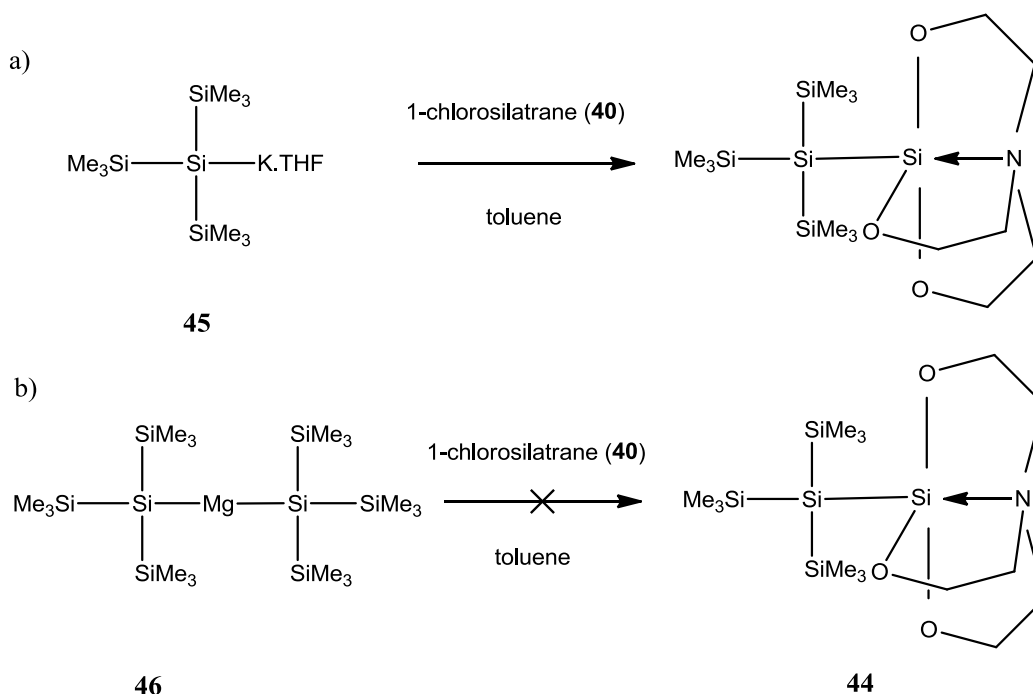 a)
SiMe3
Me3Si Si K.THF
SiMe3
45
1-chlorosilatrane (40)
toluene
O
SiMe3
Me3Si Si Si N
SiMe3 O
O
b)
SiMe3 SiMe3
Me3Si Si Mg Si SiMe3
SiMe3 SiMe3
46
1-chlorosilatrane (40)
toluene
O
SiMe3
Me3Si Si Si N
SiMe3 O
O
44